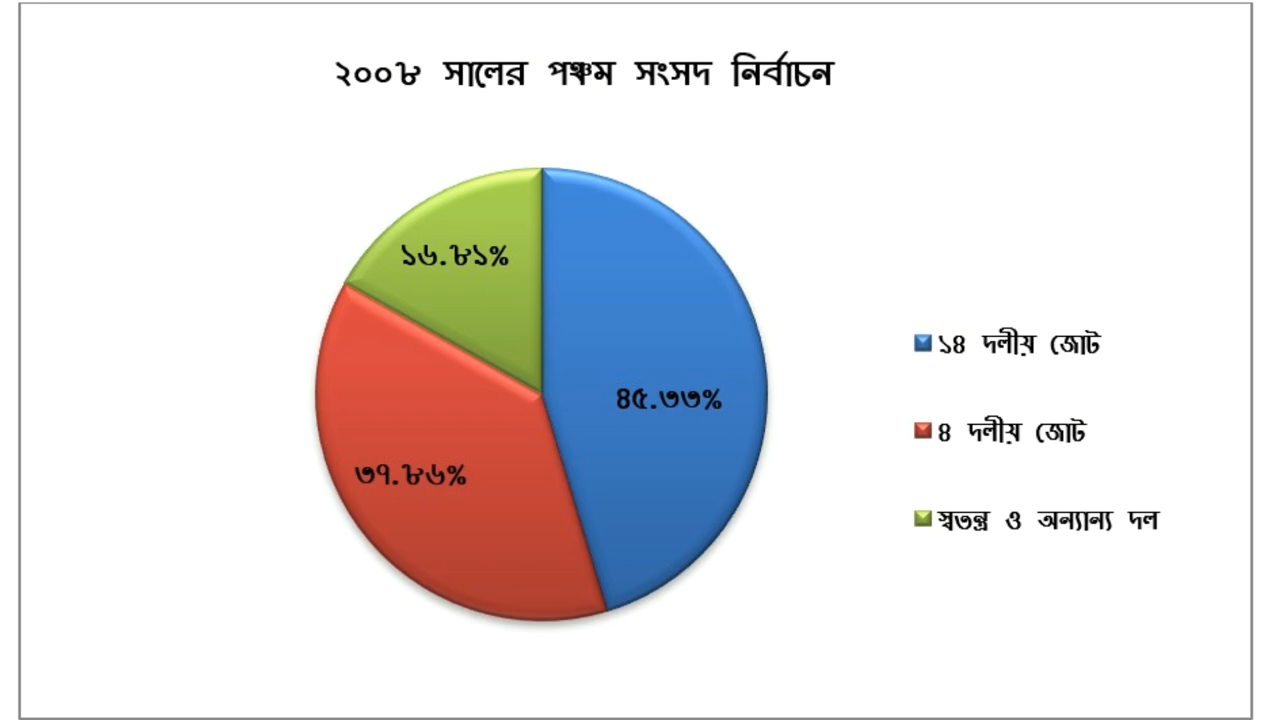 ২০০৮ সালের পঞ্চম সংসদ নির্বাচন
১৬.৮১%
৪৫.৩৩%
৩৭.৮৬%
১৪ দলীয় জোট
৪ দলীয় জোট
স্বতন্ত্র ও অন্যান্য দল